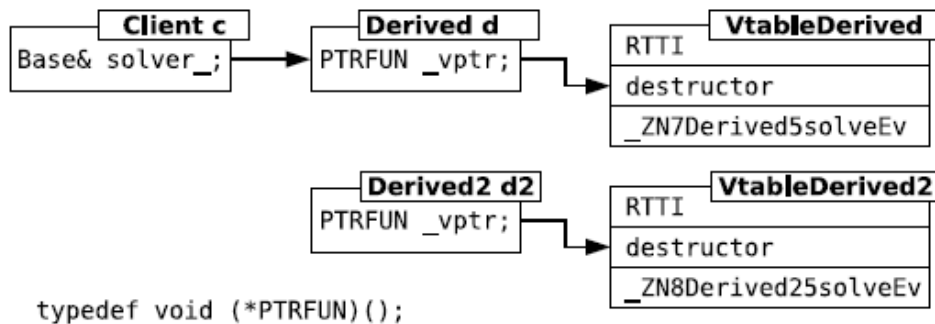 Client c
Base& solver_;
Derived d
PTRFUN _vptr;
VtableDerived
RTTI
destructor
_ZN7Derived5solveEv
Derived2 d2
PTRFUN _vptr;
VtableDerived2
RTTI
destructor
_ZN8Derived25solveEv
typedef void (*PTRFUN)();